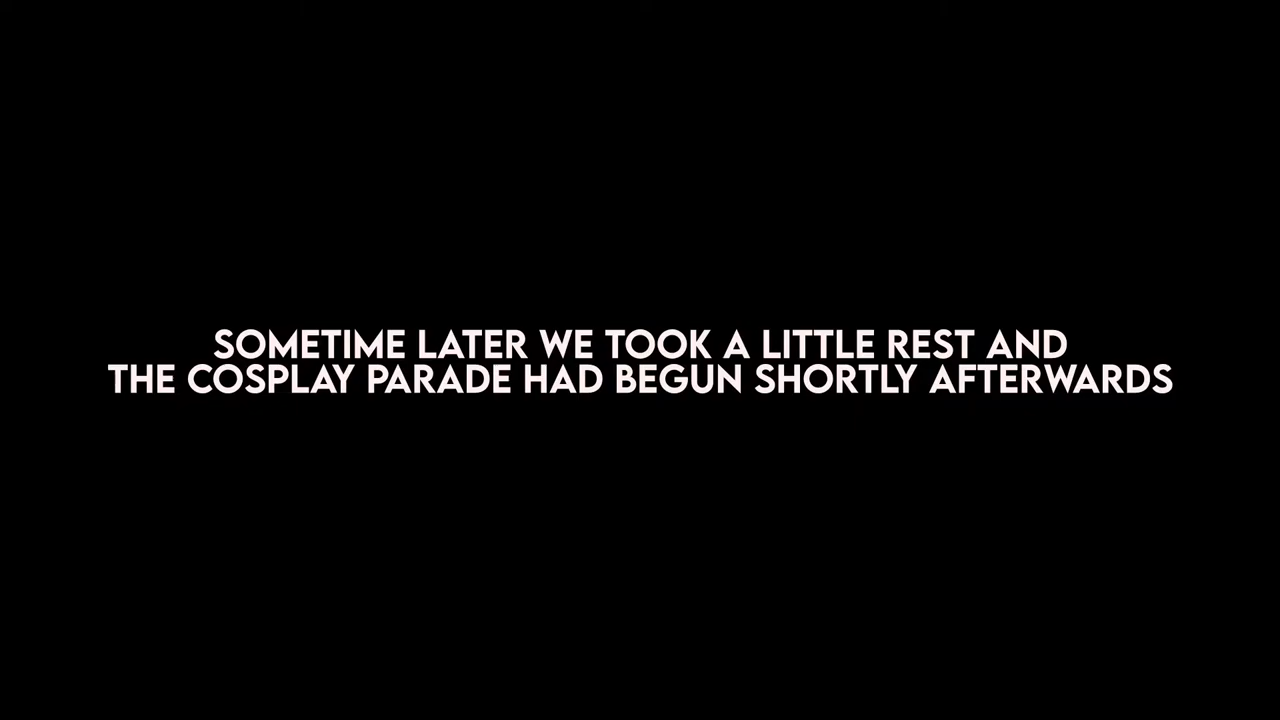 SOMETIME LATER WE TOOK A LITTLE REST AND
THE COSPLAY PARADE HAD BEGUN SHORTLY AFTERWARDS